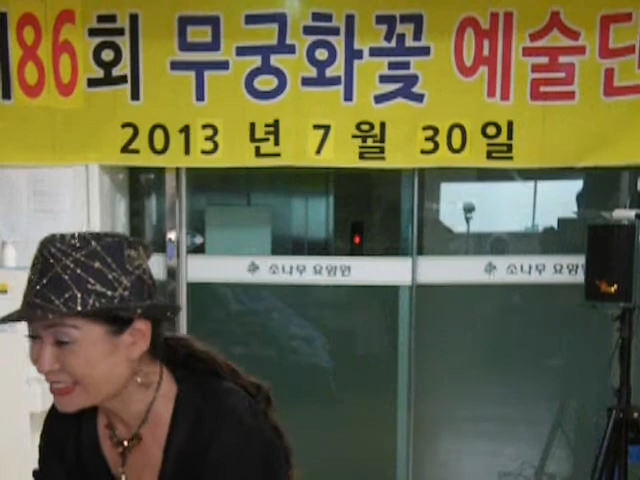 86회 무궁화꽃 예술단
2013 년 7 월 30 일
소나무 요양원
소나무 요양원